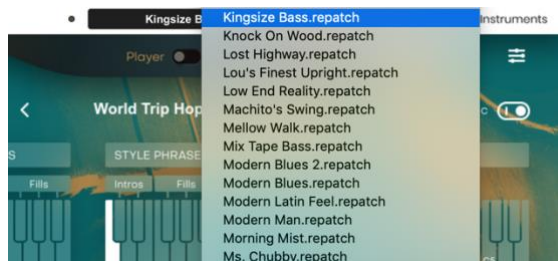 Kingsize B
Kingsize Bass.repatch
Instruments
Knock On Wood.repatch
Player
Lost Highway.repatch
Lou's Finest Upright.repatch
Low End Reality.repatch
World Trip Hop
Machito's Swing.repatch
Mellow Walk.repatch
STYLE PHRASE
Mix Tape Bass.repatch
Modern Blues 2.repatch
Fills
Intros
Fills
Modern Blues.repatch
Modern Latin Feel.repatch
Modern Man.repatch
Morning Mist.repatch
Ms. Chubby.repatch